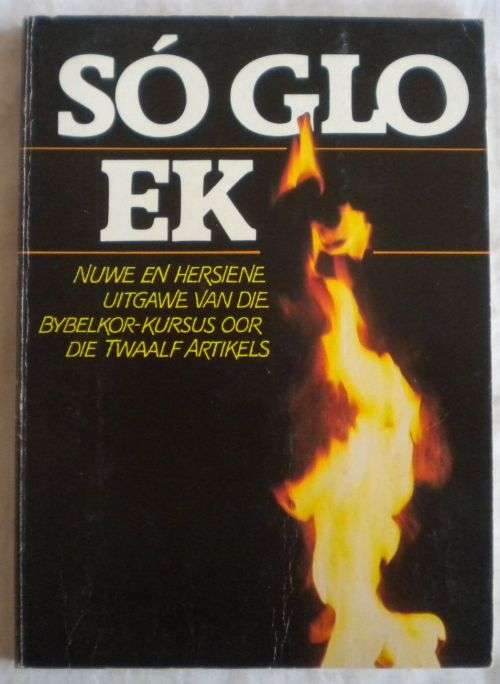 SÓ GLO
EK
NUWE EN HERSIENE
UITGAWE VAN DIE
BYBELKOR-KURSUS OOR
DIE TWAALF ARTIKELS